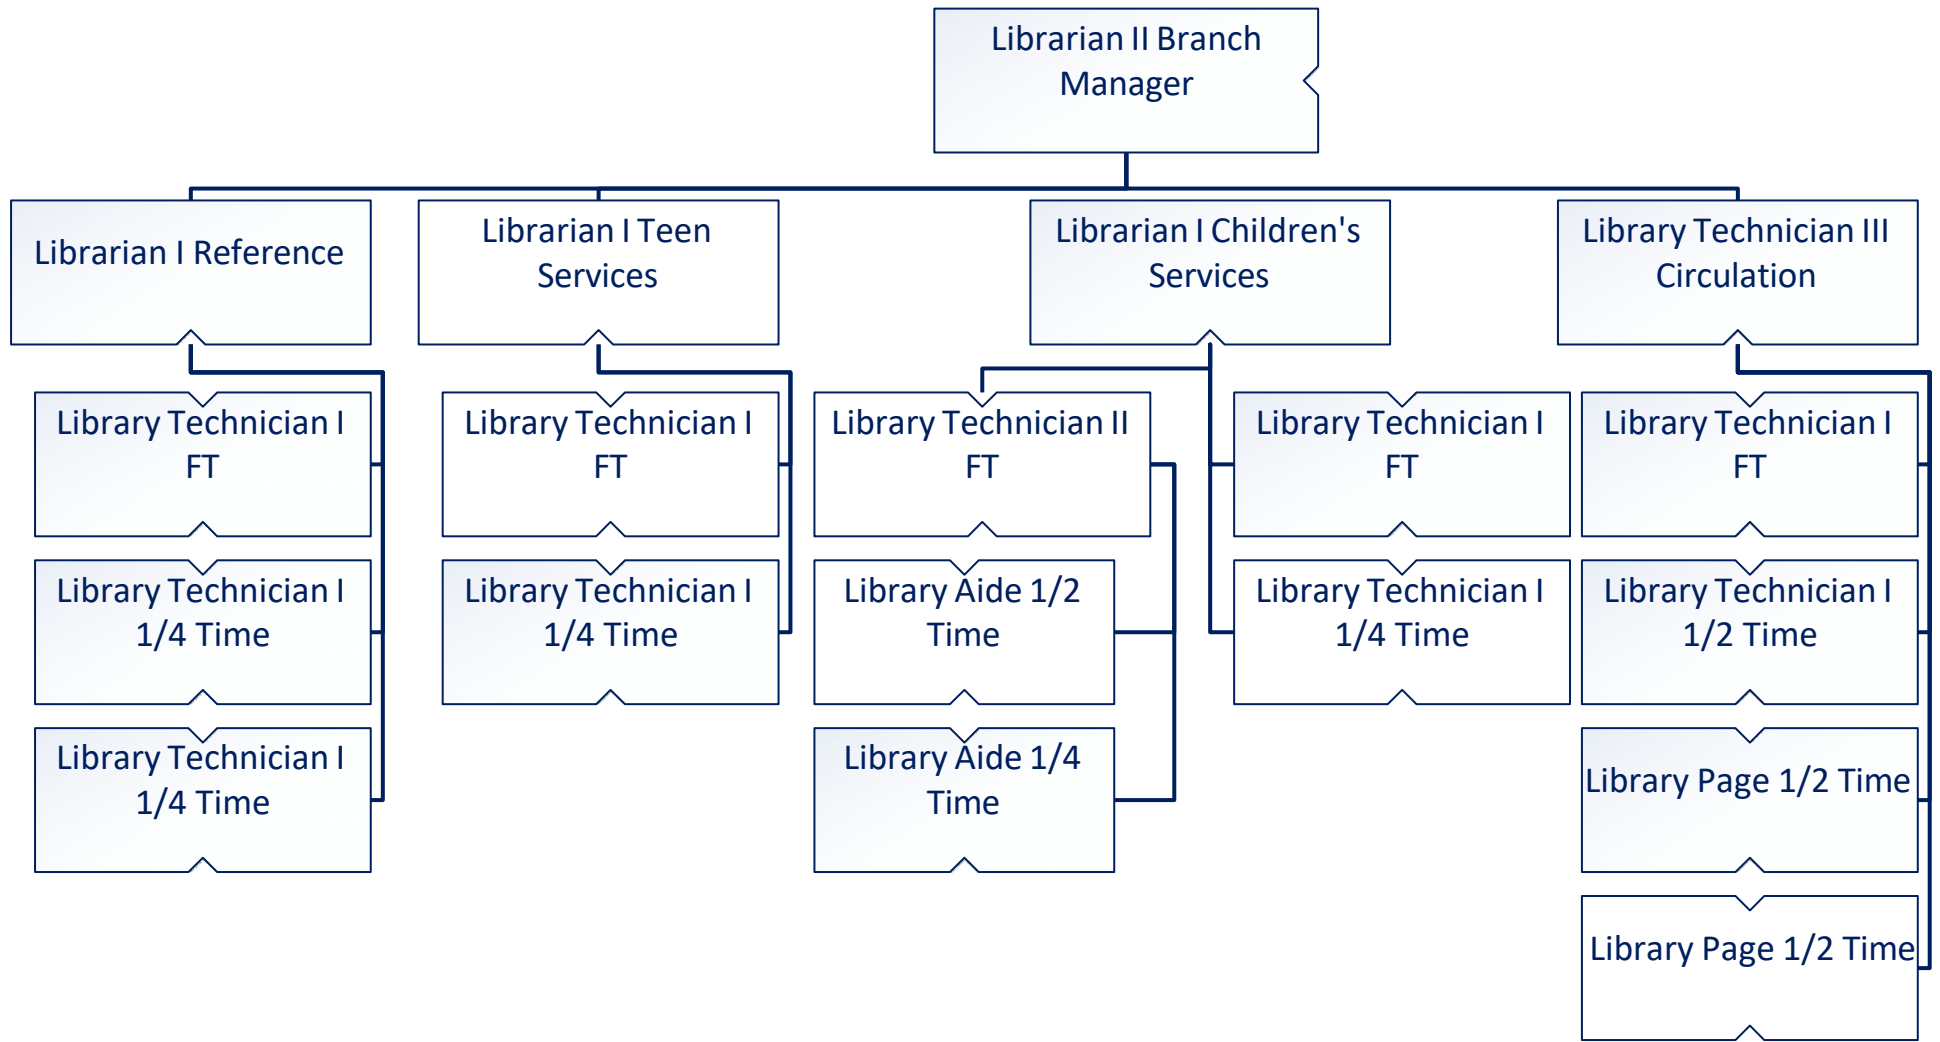 Librarian II Branch
Manager
Librarian I Reference
Librarian I Teen
Services
Librarian I Children's
Services
Library Technician III
Circulation
Library Technician I
FT
Library Technician I
1/4 Time
Library Technician I
1/4 Time
Library Technician I
FT
Library Technician I
1/4 Time
Library Technician II
FT
Library Aide 1/2
Time
Library Aide 1/4
Time
Library Technician I
FT
Library Technician I
1/4 Time
Library Technician I
FT
Library Technician I
1/2 Time
Library Page 1/2 Time
Library Page 1/2 Time